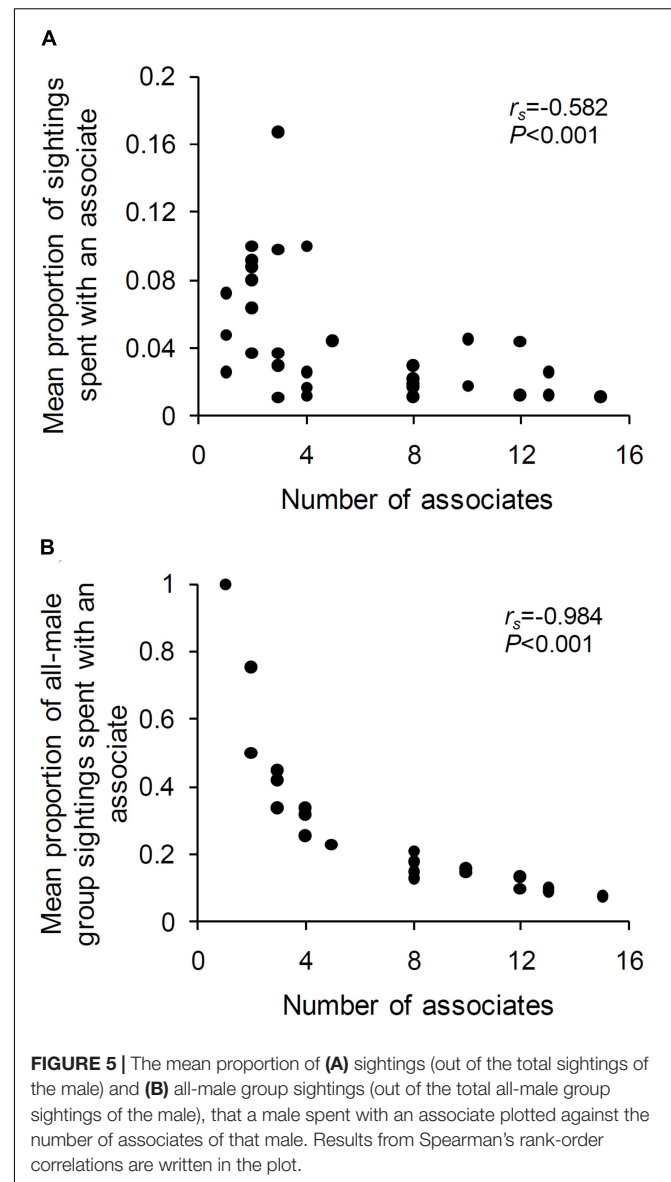 A
Mean proportion of sightings
spent with an associate
0.2
0.16
0.12
0.08
0.04
0
rs=-0.582
P<0.001
0 4 8 12 16
Number of associates
B
Mean proportion of all-male
group sightings spent with an
associate
1
0.8
0.6
0.4
0.2
0
rs=-0.984
P<0.001
0 4 8 12 16
Number of associates
FIGURE 5 | The mean proportion of (A) sightings (out of the total sightings of
the male) and (B) all-male group sightings (out of the total all-male group
sightings of the male), that a male spent with an associate plotted against the
number of associates of that male. Results from Spearman's rank-order
correlations are written in the plot.